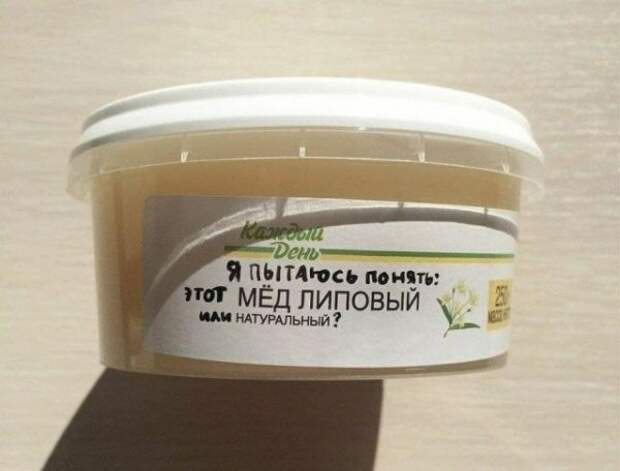 Каждый
День
Я ПЫТАЮСЬ ПОНЯТЬ:
ЭТОТ МЁД ЛИПОВЫЙ
ИЛИ НАТУРАЛЬНЫЙ?
250